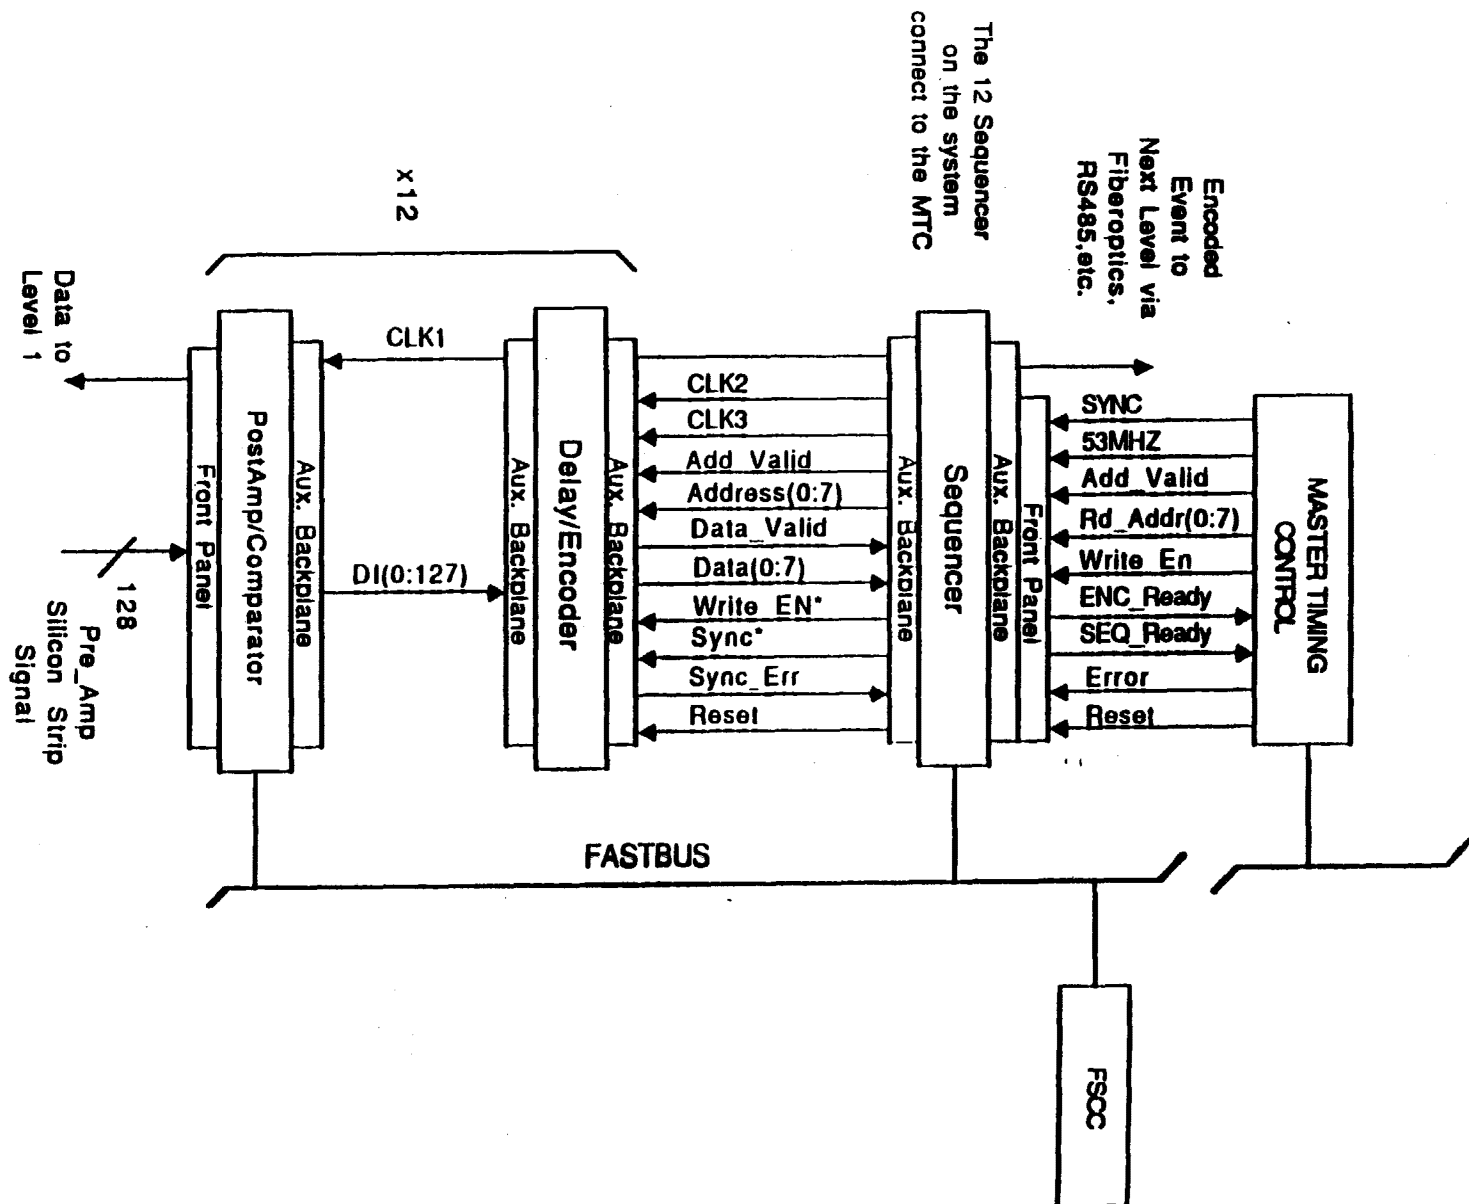 The 12 Sequencer
on the system
connect to the MTC
Encoded
Event to
Next Level via
Fiberoptics,
RS485,etc.
x12
Data to
Level 1
128
Pre_Amp
Silicon Strip
Signal
Front Panel
PostAmp/Comparator
Aux. Backplane
CLK1
DI(0:127)
Aux. Backplane
Delay/Encoder
Aux. Backplane
CLK2
CLK3
Add_Valid
Address(0:7)
Data_Valid
Data(0:7)
Write_EN*
Sync*
Sync_Err
Reset
Aux. Backplane
Sequencer
Aux. Backplane
Front Panel
SYNC
53MHZ
Add_Valid
Rd_Addr(0:7)
Write_En
ENC_Ready
SEQ_Ready
Error
Reset
MASTER TIMING
CONTROL
FASTBUS
FSCC